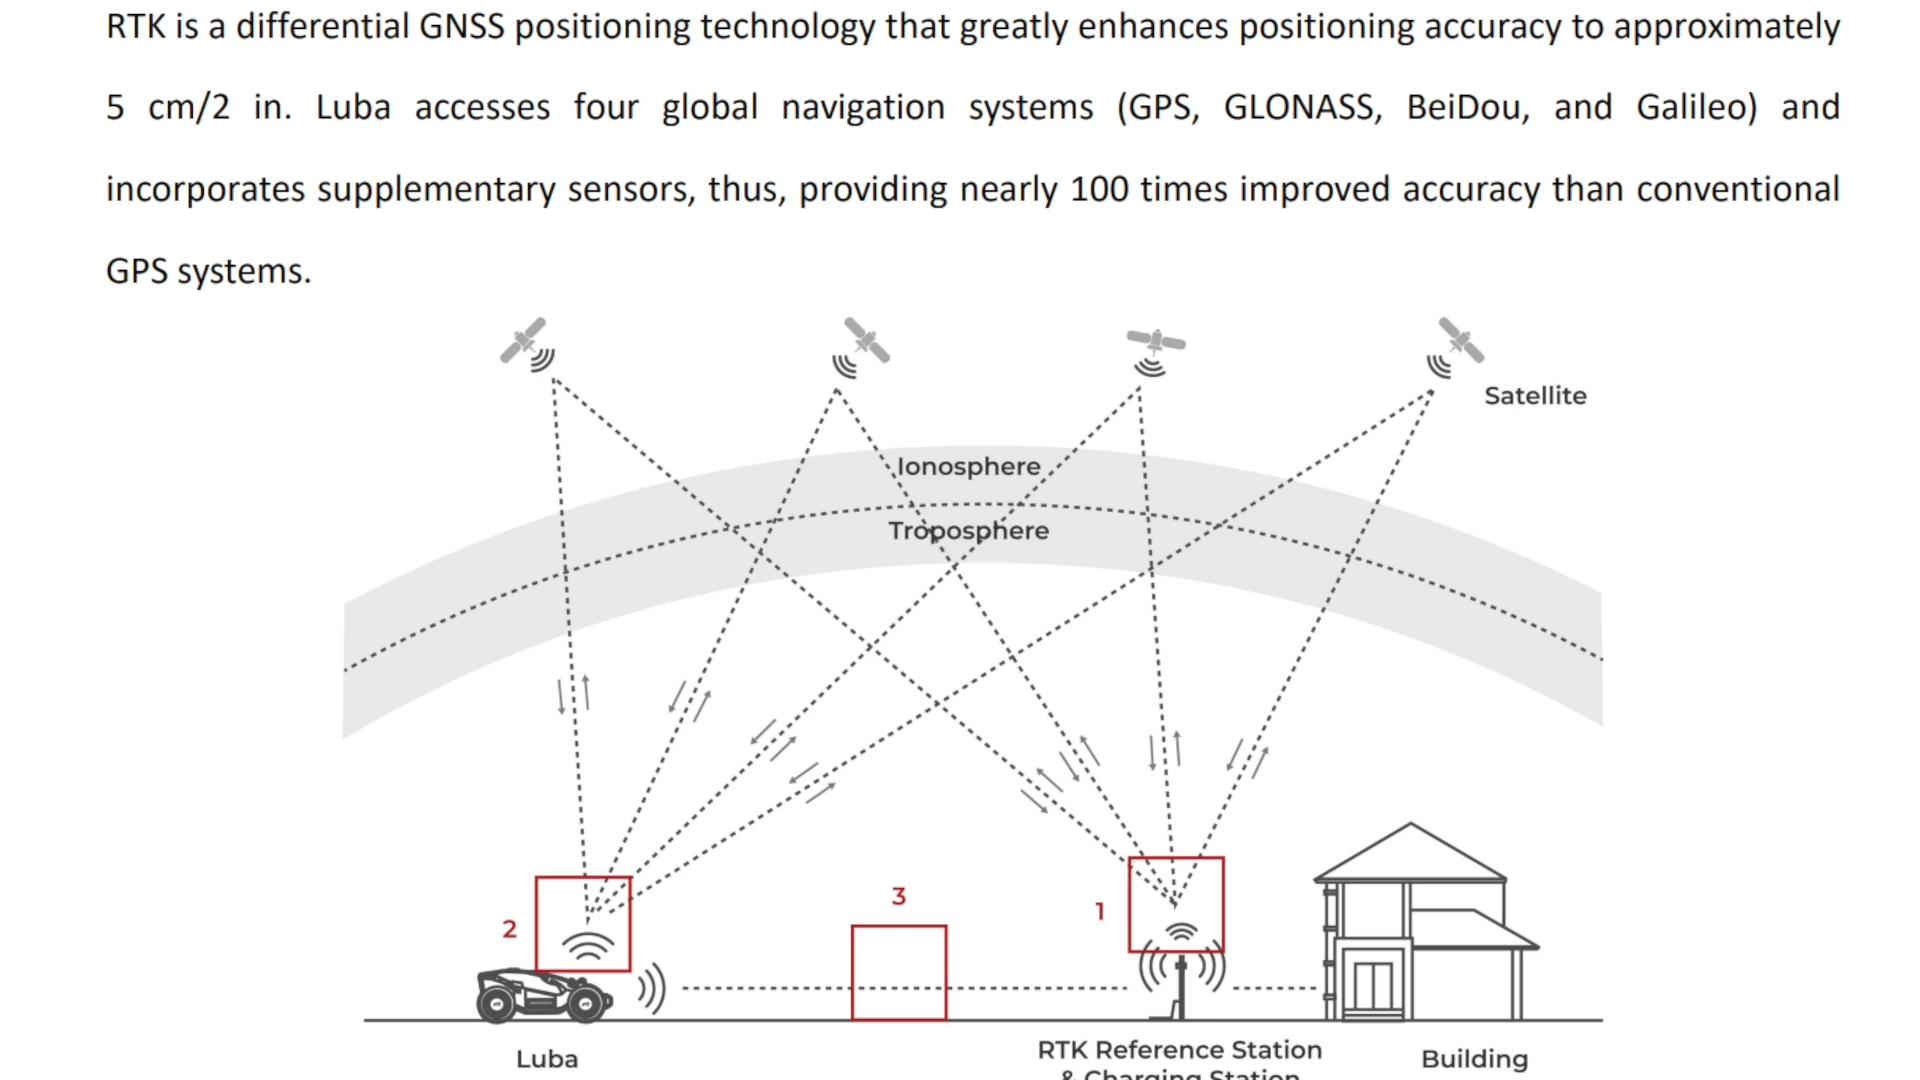 RTK is a differential GNSS positioning technology that greatly enhances positioning accuracy to approximately
5 cm/2 in. Luba accesses four global navigation systems (GPS, GLONASS, BeiDou, and Galileo) and
incorporates supplementary sensors, thus, providing nearly 100 times improved accuracy than conventional
GPS systems.
Satellite
Ionosphere
Troposphere
3
1
2
Luba
RTK Reference Station
& Charging Station
Building